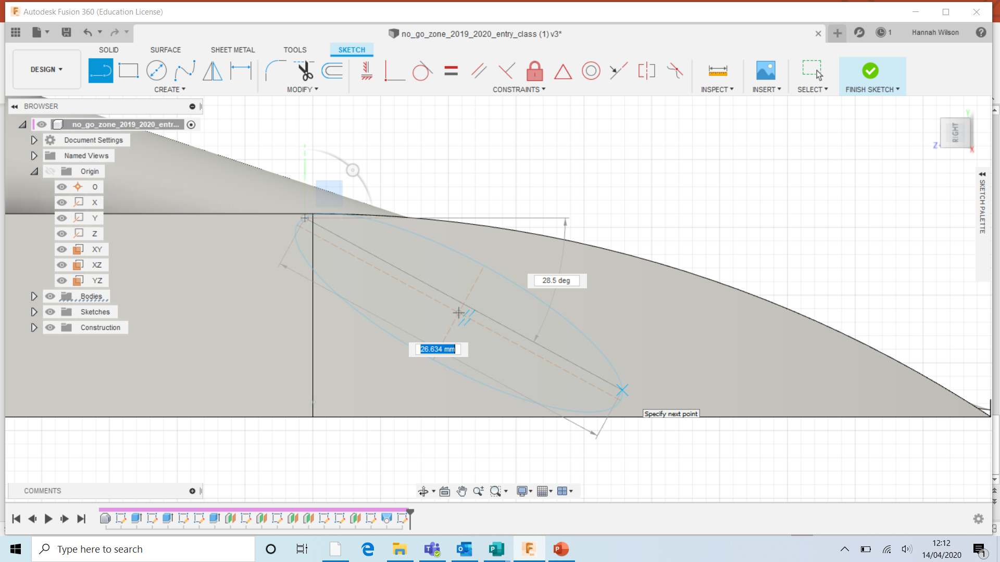 Autodesk Fusion 360 (Education License)
no_go_zone_2019_2020_entry_class (1) v3*
1
Hannah Wilson
SOLID
SURFACE
SHEET METAL
TOOLS
SKETCH
DESIGN
CREATE
MODIFY
CONSTRAINTS
INSPECT
INSERT
SELECT
FINISH SKETCH
BROWSER
no_go_zone_2019_2020_entr...
Document Settings
Named Views
Origin
O
X
Y
Z
XY
XZ
YZ
Bodies
Sketches
Construction
Y
RIGHT
Z
X
SKETCH PALETTE
28.5 deg
26.634 mm
Specify next point
COMMENTS
Type here to search
12:12
14/04/2020
1